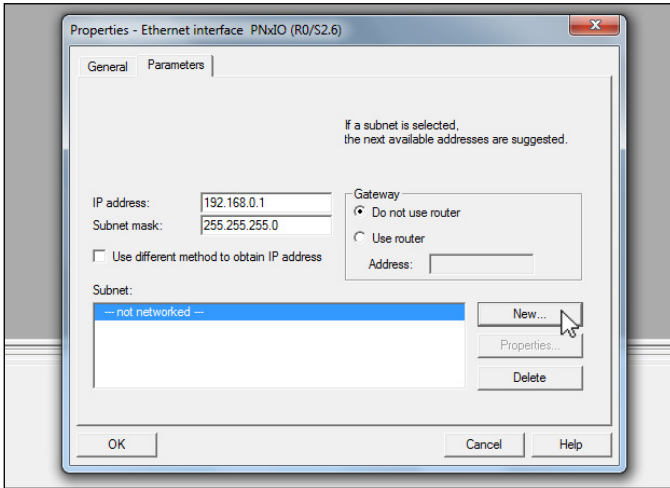 Properties - Ethernet interface PNxIO (R0/S2.6)
General
Parameters
If a subnet is selected,
the next available addresses are suggested.
IP address:
192.168.0.1
Subnet mask:
255.255.255.0
Use different method to obtain IP address
Gateway
Do not use router
Use router
Address:
Subnet:
--- not networked ---
New...
Properties...
Delete
OK
Cancel
Help